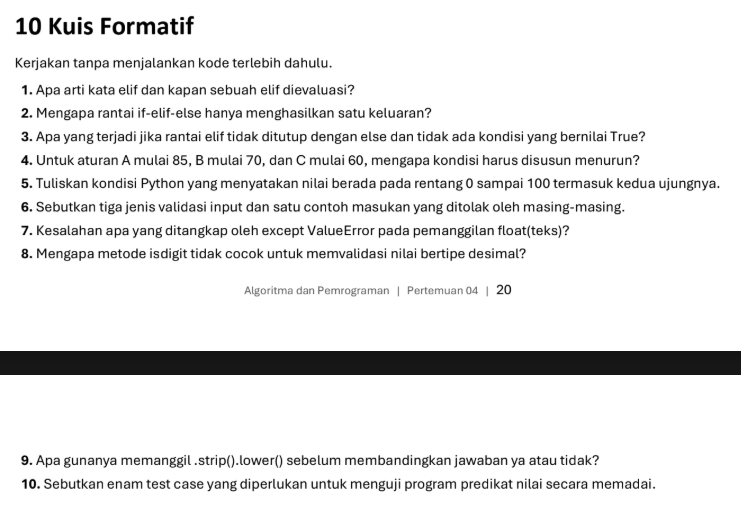 10 Kuis Formatif
Kerjakan tanpa menjalankan kode terlebih dahulu.
1. Apa arti kata elif dan kapan sebuah elif dievaluasi?
2. Mengapa rantai if-elif-else hanya menghasilkan satu keluaran?
3. Apa yang terjadi jika rantai elif tidak ditutup dengan else dan tidak ada kondisi yang bernilai True?
4. Untuk aturan A mulai 85, B mulai 70, dan C mulai 60, mengapa kondisi harus disusun menurun?
5. Tuliskan kondisi Python yang menyatakan nilai berada pada rentang 0 sampai 100 termasuk kedua ujungnya.
6. Sebutkan tiga jenis validasi input dan satu contoh masukan yang ditolak oleh masing-masing.
7. Kesalahan apa yang ditangkap oleh except ValueError pada pemanggilan float(teks)?
8. Mengapa metode isdigit tidak cocok untuk memvalidasi nilai bertipe desimal?
Algoritma dan Pemrograman | Pertemuan 04 | 20
9. Apa gunanya memanggil .strip().lower() sebelum membandingkan jawaban ya atau tidak?
10. Sebutkan enam test case yang diperlukan untuk menguji program predikat nilai secara memadai.